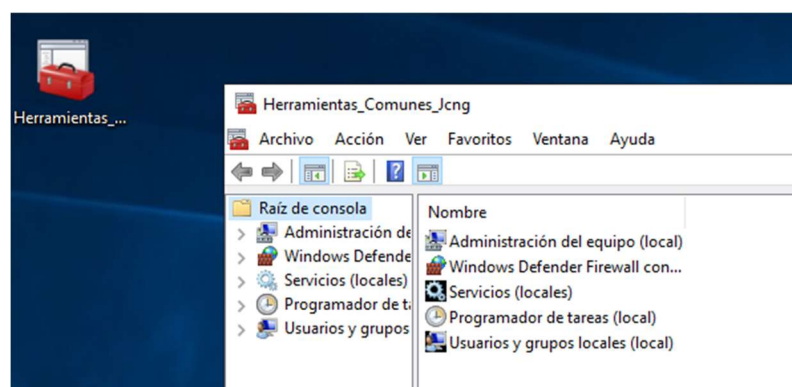 Herramientas_...
Herramientas_Comunes_Jcng
Archivo Acción Ver Favoritos Ventana Ayuda
Raíz de consola
Administración de
Windows Defende
Servicios (locales)
Programador de ta
Usuarios y grupos
Nombre
Administración del equipo (local)
Windows Defender Firewall con...
Servicios (locales)
Programador de tareas (local)
Usuarios y grupos locales (local)